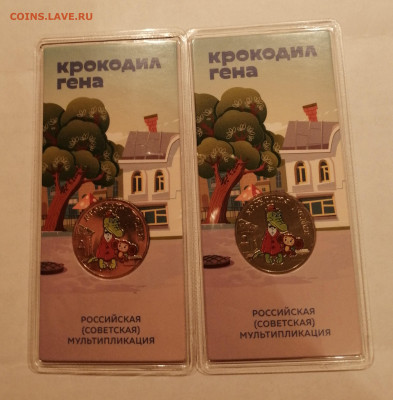 COINS.LAVE.RU
крокодил
гена
РОССИЙСКАЯ
(СОВЕТСКАЯ)
МУЛЬТИПЛИКАЦИЯ
крокодил
гена
РОССИЙСКАЯ
(СОВЕТСКАЯ)
МУЛЬТИПЛИКАЦИЯ